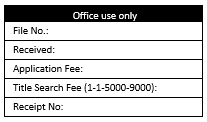 Office use only
File No.:
Received:
Application Fee:
Title Search Fee (1-1-5000-9000):
Receipt No: